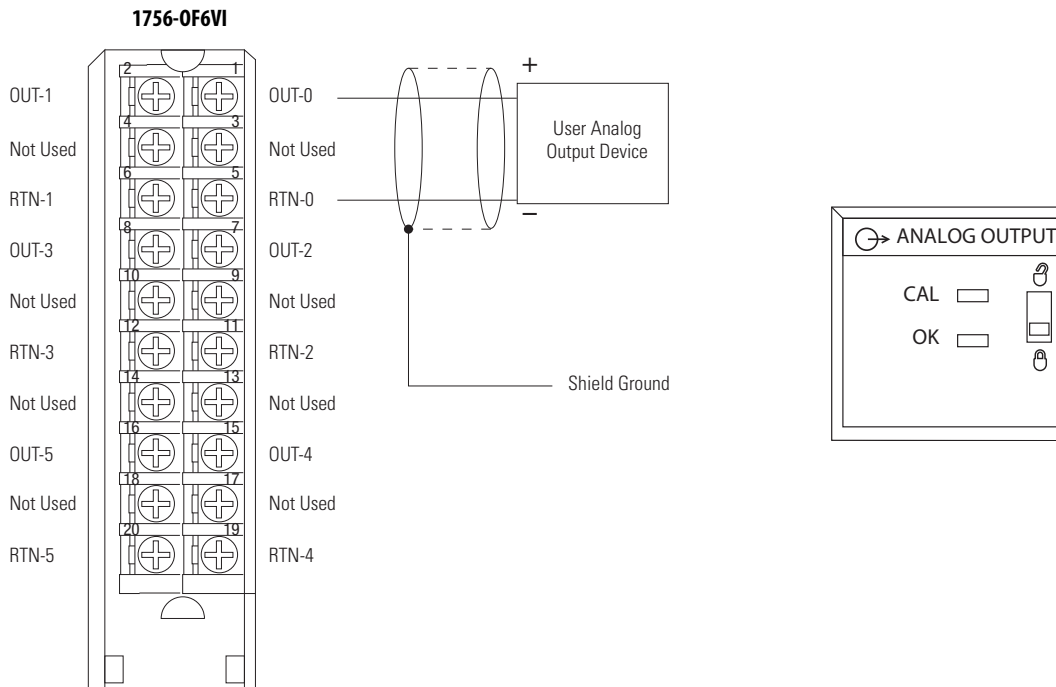 1756-OF6VI
2 1
OUT-1 OUT-0
4 3
Not Used Not Used
6 5
RTN-1 RTN-0
8 7
OUT-3 OUT-2
10 9
Not Used Not Used
12 11
RTN-3 RTN-2
14 13
Not Used Not Used
16 15
OUT-5 OUT-4
18 17
Not Used Not Used
20 19
RTN-5 RTN-4
+
User Analog
Output Device
–
Shield Ground
ANALOG OUTPUT
CAL
OK